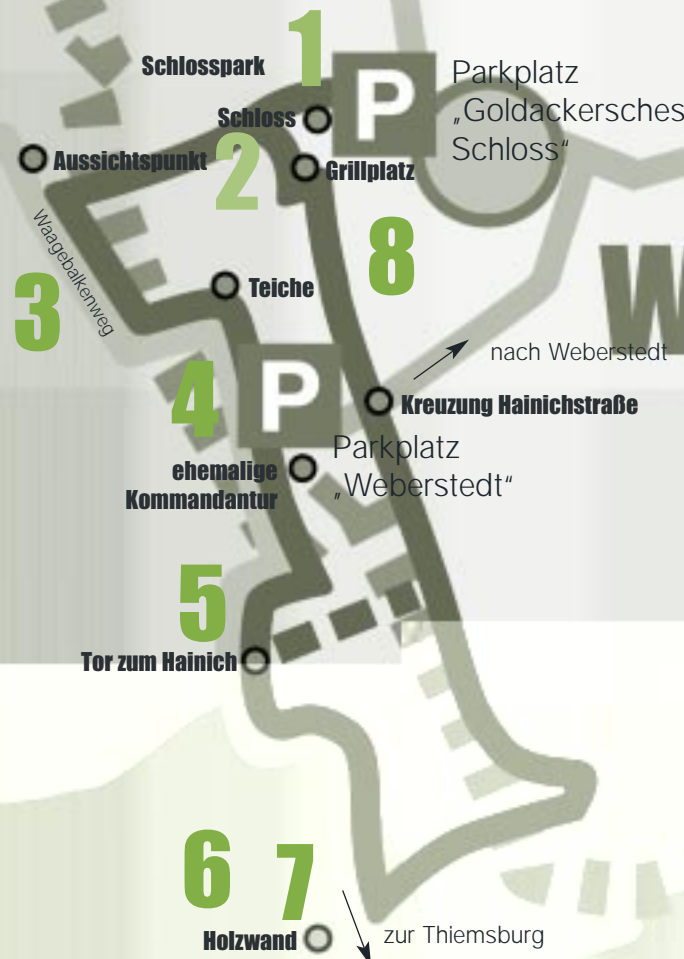 1
Schlosspark
P
Parkplatz
„Goldackersches
Schloss“
Schloss
2
Aussichtspunkt
Grillplatz
Waagebalkenweg
3
8
Teiche
W
nach Weberstedt
4
P
Kreuzung Hainichstraße
Parkplatz
„Weberstedt“
ehemalige
Kommandantur
5
Tor zum Hainich
6
7
Holzwand
zur Thiemsburg